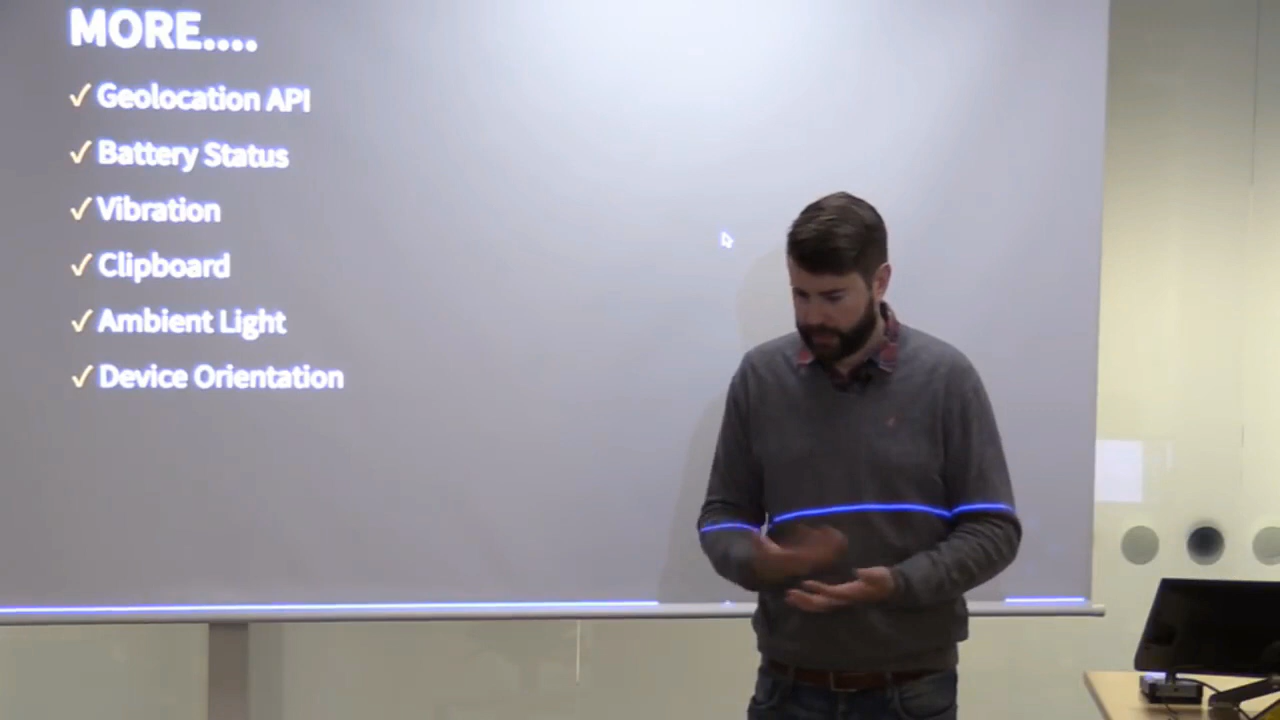 MORE....
✓ Geolocation API
✓ Battery Status
✓ Vibration
✓ Clipboard
✓ Ambient Light
✓ Device Orientation